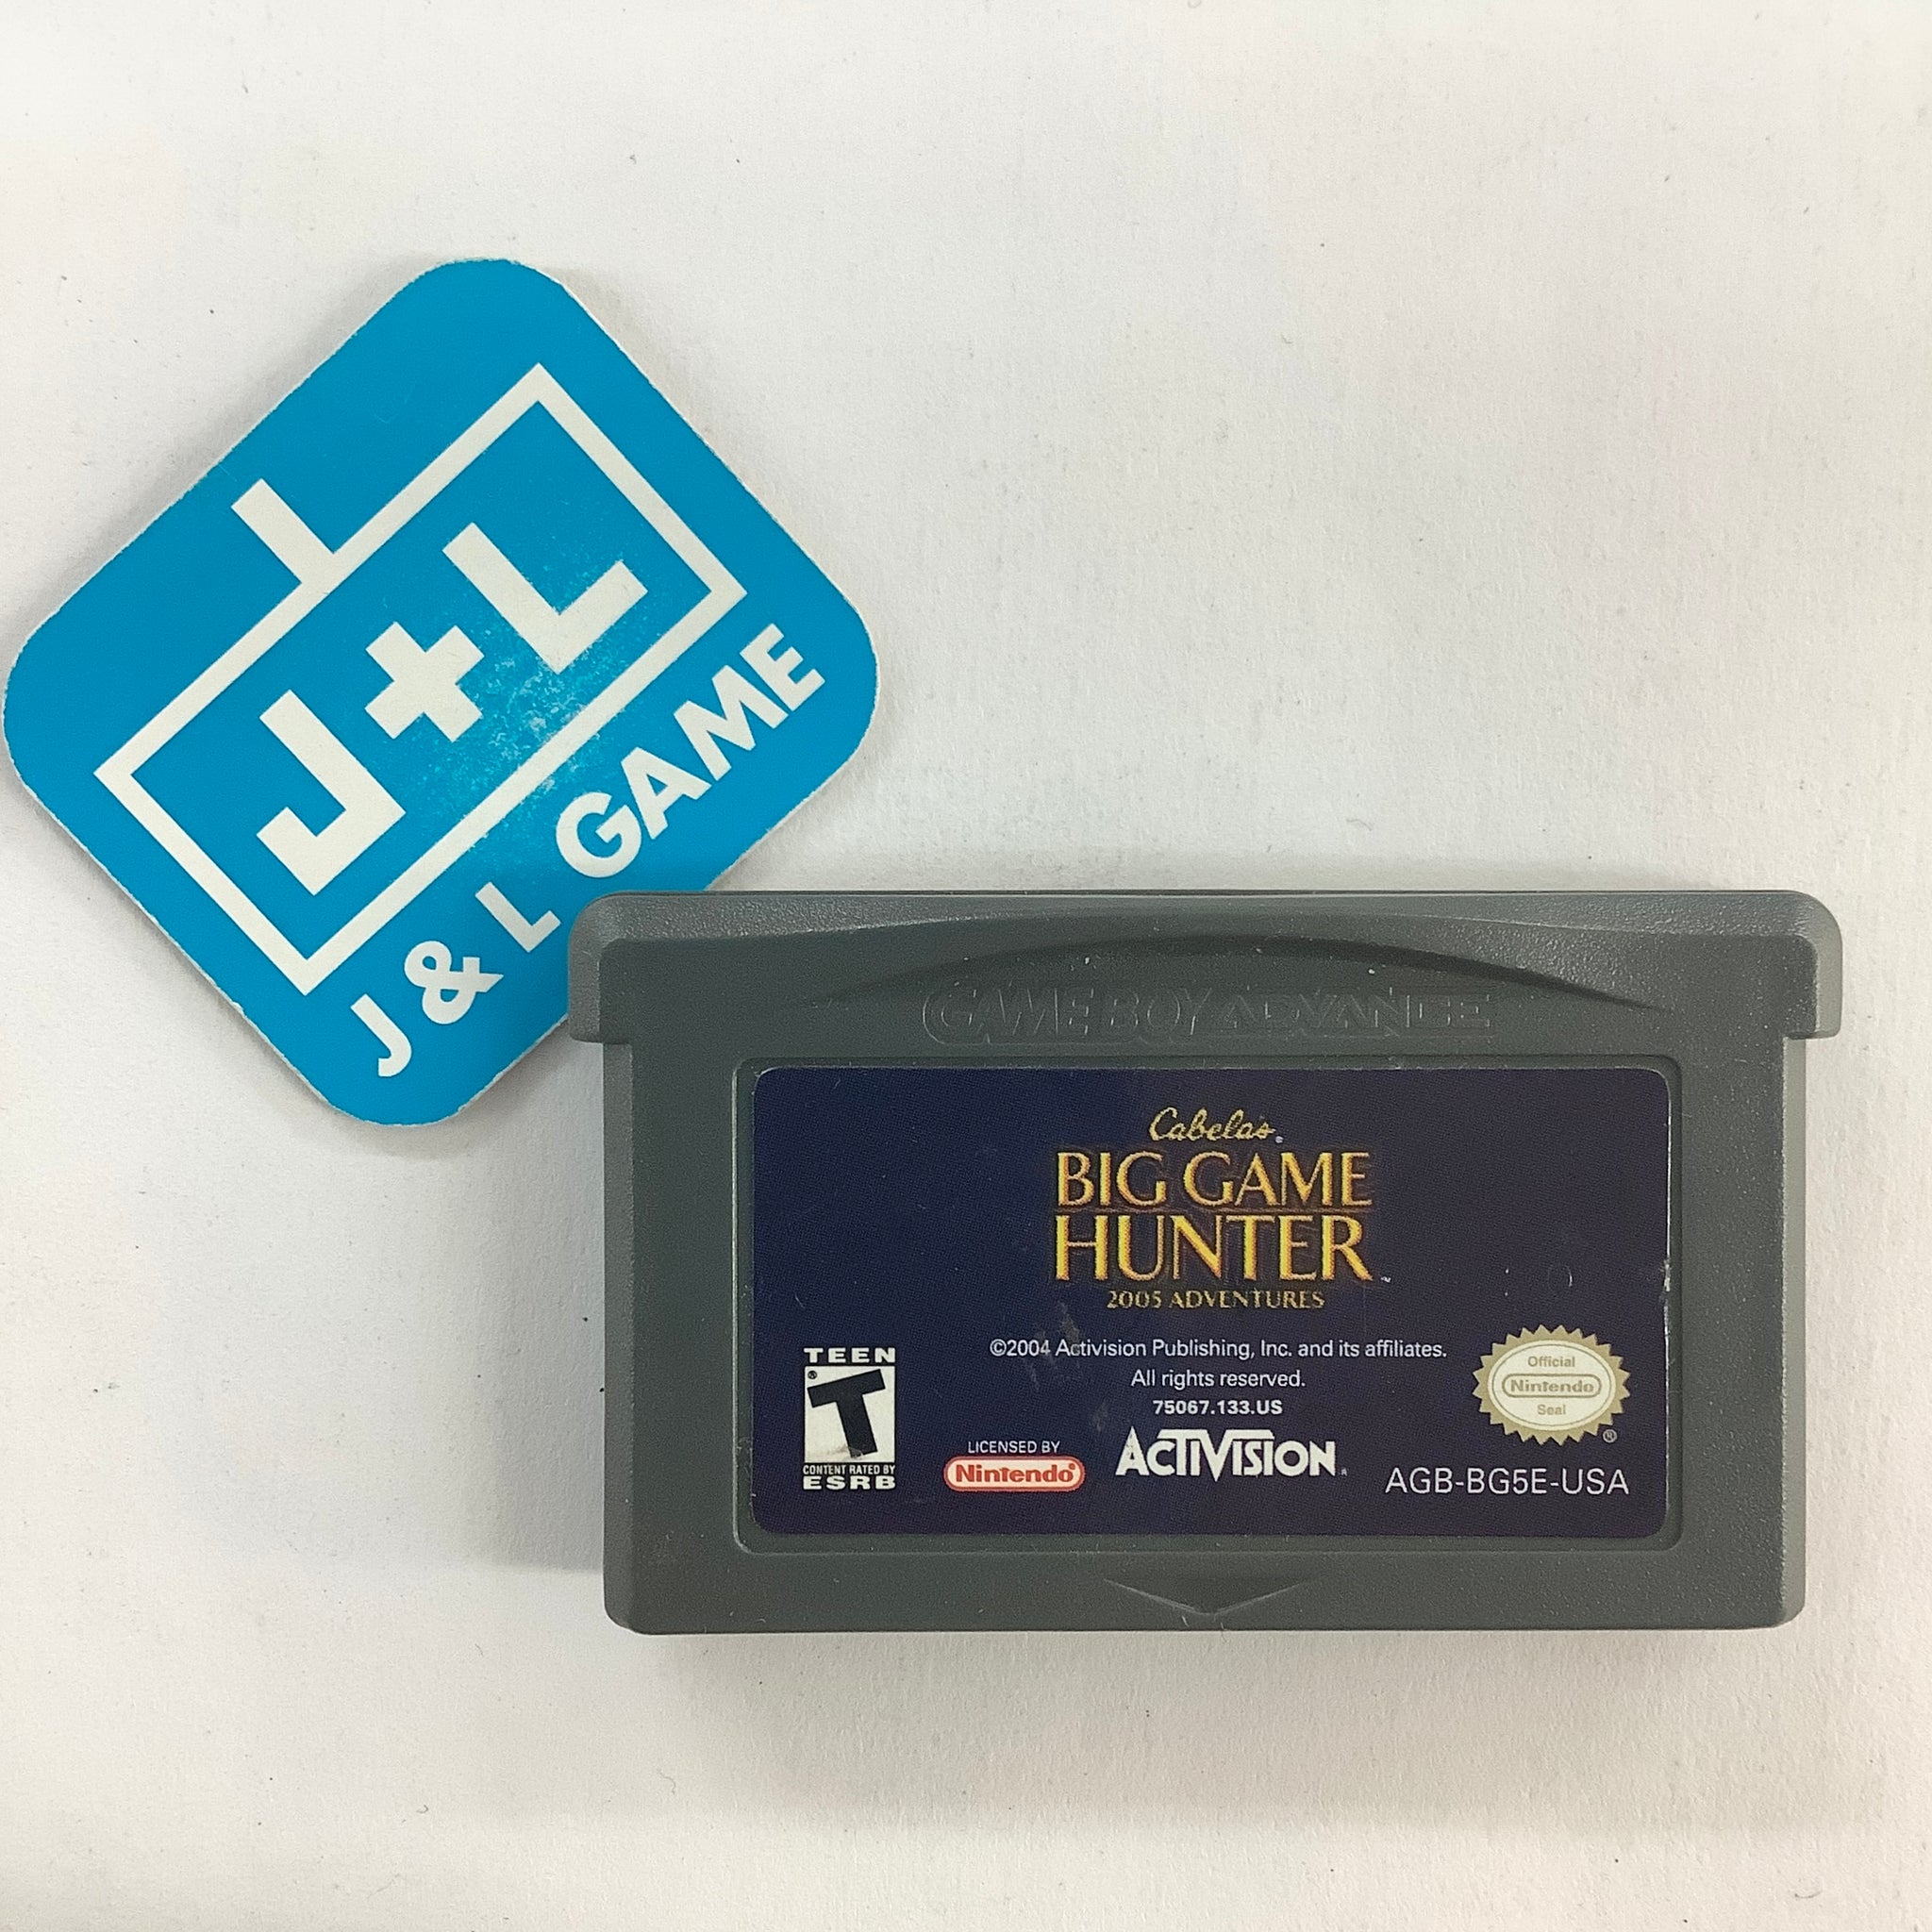 J+L
J & L GAME
GAME BOY ADVANCE
Cabela's®
BIG GAME
HUNTER™
2005 ADVENTURES
©2004 Activision Publishing, Inc. and its affiliates.
All rights reserved.
75067.133.US
TEEN
T
CONTENT RATED BY
ESRB
LICENSED BY
Nintendo®
ACTIVISION®
Official
Nintendo
Seal
®
AGB-BG5E-USA